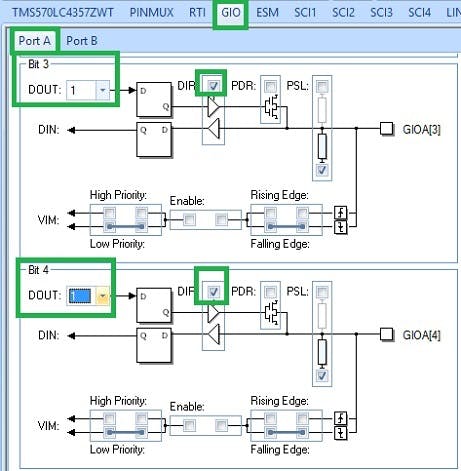 TMS570LC4357ZWT PINMUX RTI GIO ESM SCI1 SCI2 SCI3 SCI4 LIN
Port A Port B
Bit 3
DOUT: 1 D Q DIR: PDR: PSL:
DIN: Q D GIOA[3]
High Priority: Enable: Rising Edge:
VIM:
Low Priority: Falling Edge:
Bit 4
DOUT: 1 D Q DIR: PDR: PSL:
DIN: Q D GIOA[4]
High Priority: Enable: Rising Edge:
VIM:
Low Priority: Falling Edge: